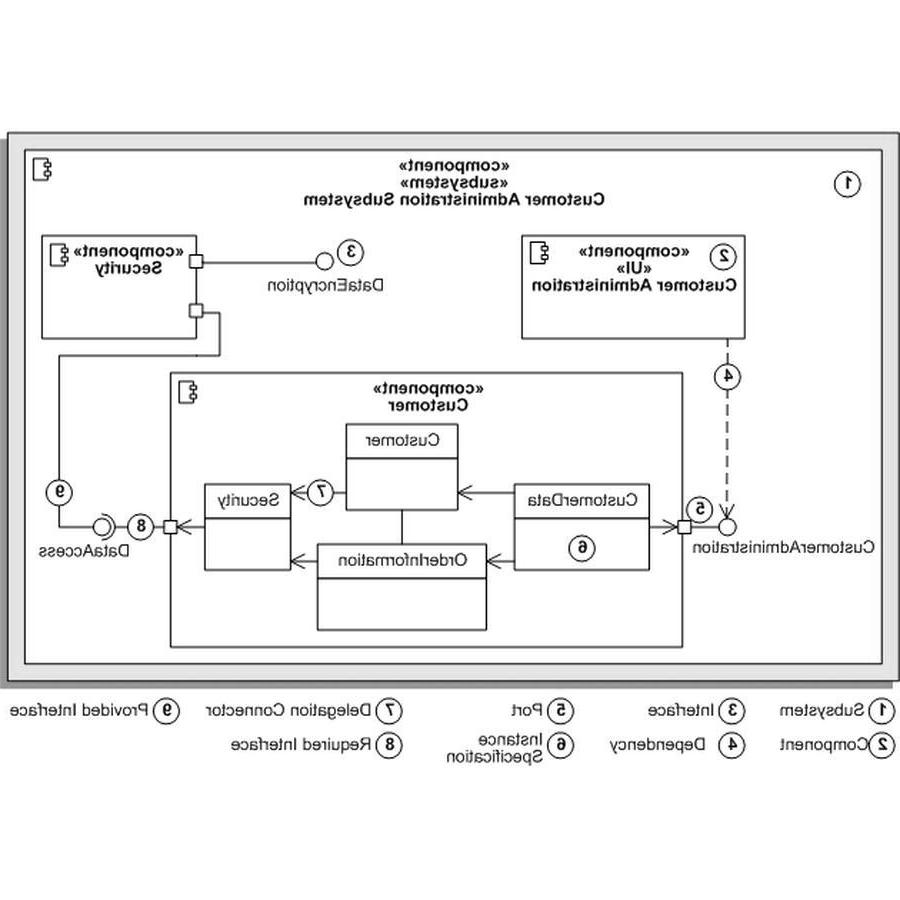 «component»
«subsystem»
Customer Administration Subsystem
1
2
«component»
«UI»
Customer Administration
3
DataEncryption
«component»
Security
4
«component»
Customer
Customer
CustomerData
6
7
Security
OrderInformation
5
CustomerAdministration
8
DataAccess
9
1 Subsystem
2 Component
3 Interface
4 Dependency
5 Port
6 Instance
Specification
7 Delegation Connector
8 Required Interface
9 Provided Interface